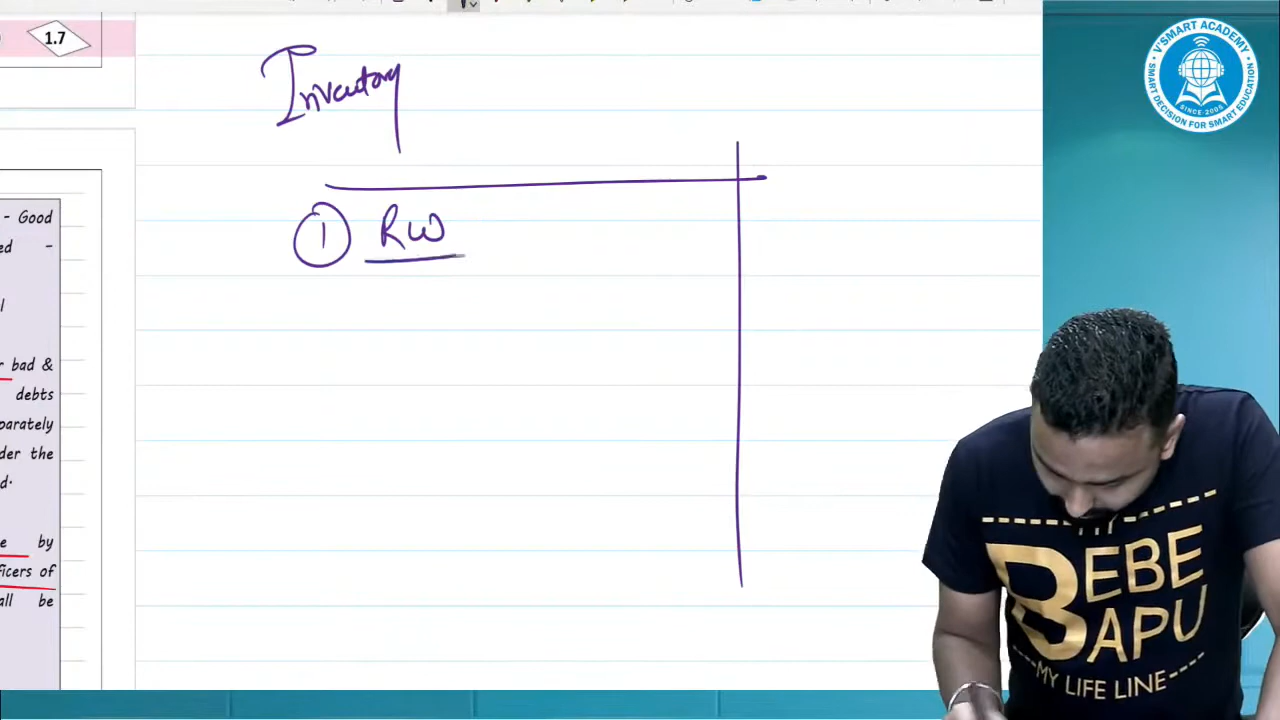 1.7
Inventory
- Good
ed -
l
r bad &
debts
parately
der the
d.
e by
ficers of
all be
① RW
V'SMART ACADEMY
SMART DECISION FOR SMART EDUCATION
SINCE-2005
MY
BEBE
BAPU
---MY LIFE LINE----